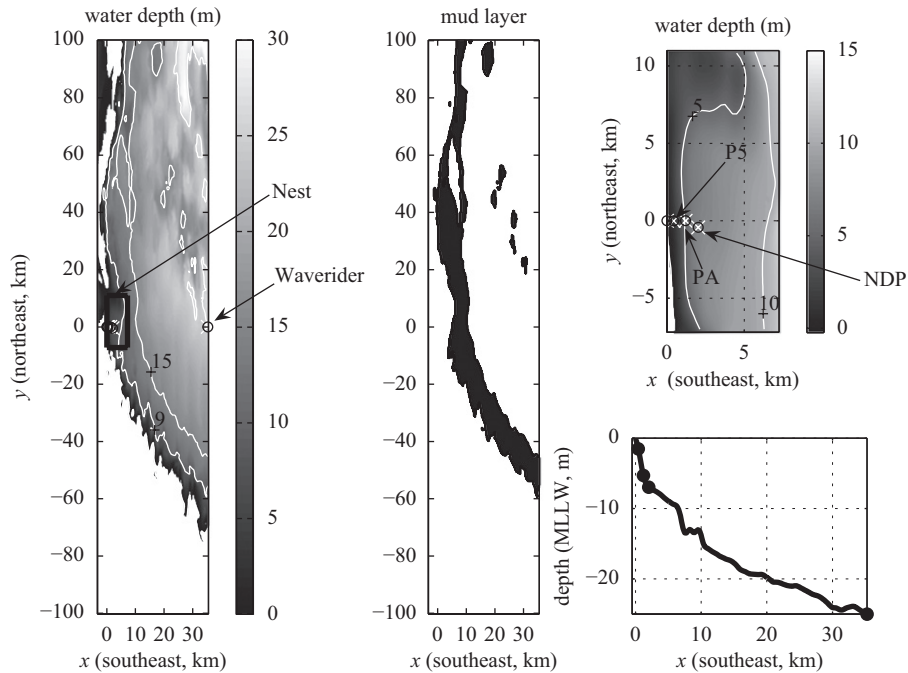 water depth (m)
100
80
60
40
20
0
−20
−40
−60
−80
−100
y (northeast, km)
0 10 20 30
x (southeast, km)
Nest
Waverider
15
9
30
25
20
15
10
5
0
mud layer
100
80
60
40
20
0
−20
−40
−60
−80
−100
0 10 20 30
x (southeast, km)
water depth (m)
10
5
0
−5
y (northeast, km)
0 5
x (southeast, km)
5
P5
PA
NDP
10
15
10
5
0
0
−10
−20
depth (MLLW, m)
0 10 20 30
x (southeast, km)